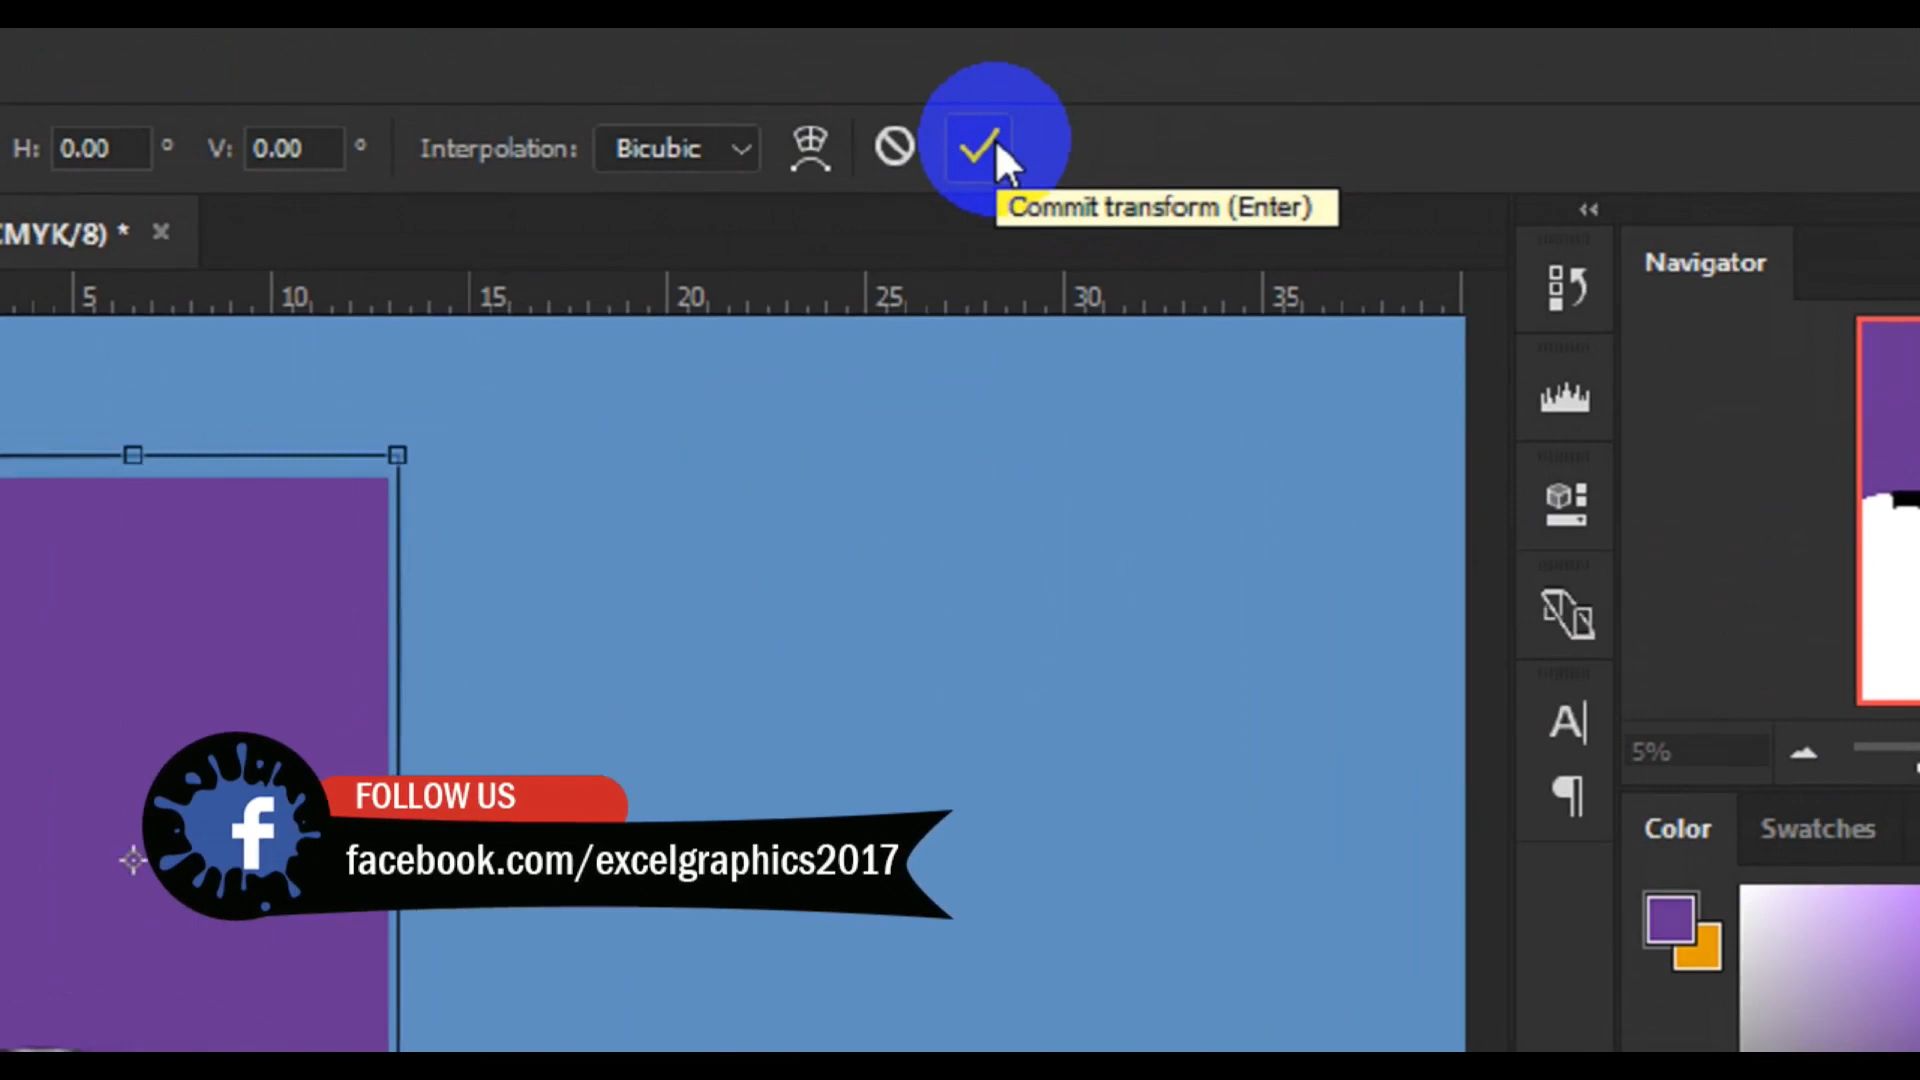 H: 0.00 ° V: 0.00 ° Interpolation: Bicubic
Commit transform (Enter)
CMYK/8) *
Navigator
5 10 15 20 25 30 35
A
5%
FOLLOW US
facebook.com/excelgraphics2017
Color Swatches